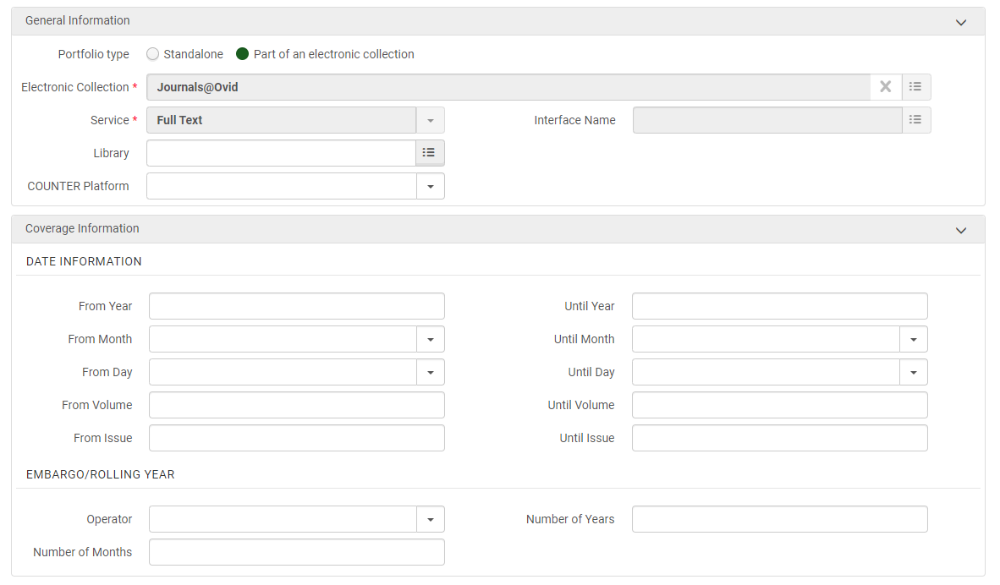 General Information
Portfolio type Standalone Part of an electronic collection
Electronic Collection * Journals@Ovid
Service * Full Text Interface Name
Library
COUNTER Platform
Coverage Information
DATE INFORMATION
From Year Until Year
From Month Until Month
From Day Until Day
From Volume Until Volume
From Issue Until Issue
EMBARGO/ROLLING YEAR
Operator Number of Years
Number of Months